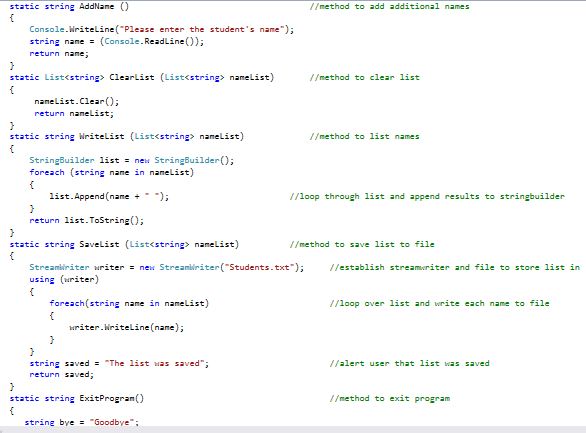 static string AddName () //method to add additional names
{
Console.WriteLine("Please enter the student's name");
string name = (Console.ReadLine());
return name;
}
static List<string> ClearList (List<string> nameList) //method to clear list
{
nameList.Clear();
return nameList;
}
static string WriteList (List<string> nameList) //method to list names
{
StringBuilder list = new StringBuilder();
foreach (string name in nameList)
{
list.Append(name + " "); //loop through list and append results to stringbuilder
}
return list.ToString();
}
static string SaveList (List<string> nameList) //method to save list to file
{
StreamWriter writer = new StreamWriter("Students.txt"); //establish streamwriter and file to store list in
using (writer)
{
foreach(string name in nameList) //loop over list and write each name to file
{
writer.WriteLine(name);
}
}
string saved = "The list was saved"; //alert user that list was saved
return saved;
}
static string ExitProgram() //method to exit program
{
string bye = "Goodbye";